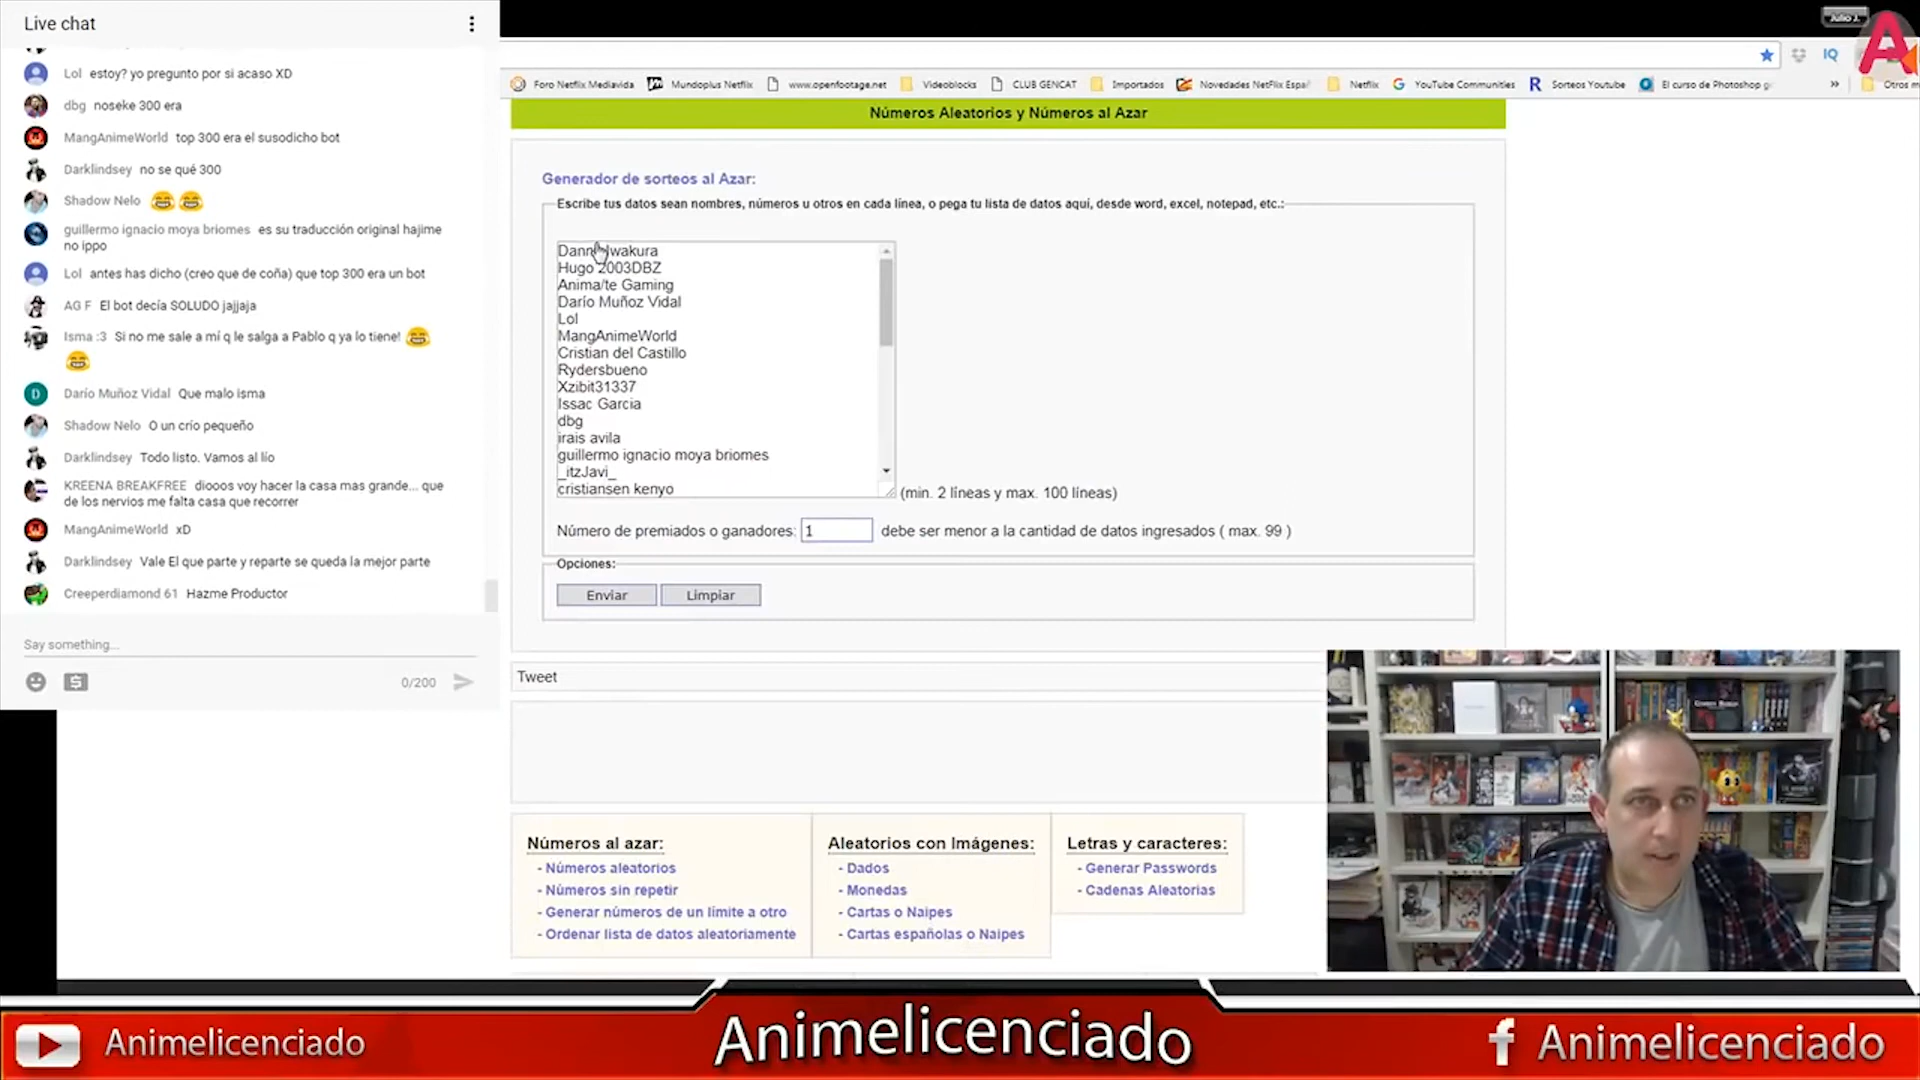 Live chat
Lol estoy? yo pregunto por si acaso XD
dbg noseke 300 era
MangAnimeWorld top 300 era el susodicho bot
Darklindsey no se qué 300
Shadow Nelo
guillermo ignacio moya briomes es su traducción original hajime
no ippo
Lol antes has dicho (creo que de coña) que top 300 era un bot
AG F El bot decía SOLUDO jajjaja
Isma :3 Si no me sale a mí q le salga a Pablo q ya lo tiene!
D
Darío Muñoz Vidal Que malo isma
Shadow Nelo O un crío pequeño
Darklindsey Todo listo. Vamos al lío
KREENA BREAKFREE diooos voy hacer la casa mas grande... que
de los nervios me falta casa que recorrer
MangAnimeWorld xD
Darklindsey Vale El que parte y reparte se queda la mejor parte
Creeperdiamond 61 Hazme Productor
Say something...
0/200
Julio J.
IQ
Foro Netflix Mediavida
Mundoplus Netflix
www.openfootage.net
Videoblocks
CLUB GENCAT
Importados
Novedades NetFlix Espa
Netflix
YouTube Communities
Sorteos Youtube
El curso de Photoshop
»
Otros m
Números Aleatorios y Números al Azar
Generador de sorteos al Azar:
Escribe tus datos sean nombres, números u otros en cada línea, o pega tu lista de datos aquí, desde word, excel, notepad, etc.:
Hugo 2003DBZ
Anima/te Gaming
Darío Muñoz Vidal
Lol
MangAnimeWorld
Cristian del Castillo
Rydersbueno
Xzibit31337
Issac Garcia
dbg
irais avila
guillermo ignacio moya briomes
_itzJavi_
cristiansen kenyo
(min. 2 líneas y max. 100 líneas)
Número de premiados o ganadores: 1 debe ser menor a la cantidad de datos ingresados ( max. 99 )
Opciones:
Enviar
Limpiar
Tweet
Números al azar:
- Números aleatorios
- Números sin repetir
- Generar números de un límite a otro
- Ordenar lista de datos aleatoriamente
Aleatorios con Imágenes:
- Dados
- Monedas
- Cartas o Naipes
- Cartas españolas o Naipes
Letras y caracteres:
- Generar Passwords
- Cadenas Aleatorias
Animelicenciado
Animelicenciado
Animelicenciado